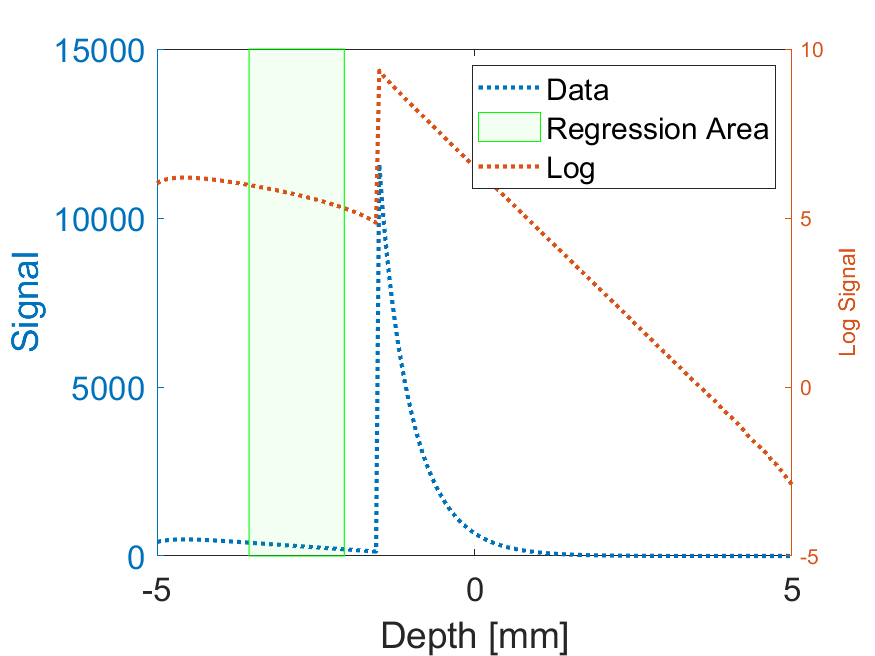 15000
10000
5000
0
Signal
10
5
0
-5
Log Signal
Data
Regression Area
Log
-5
0
5
Depth [mm]